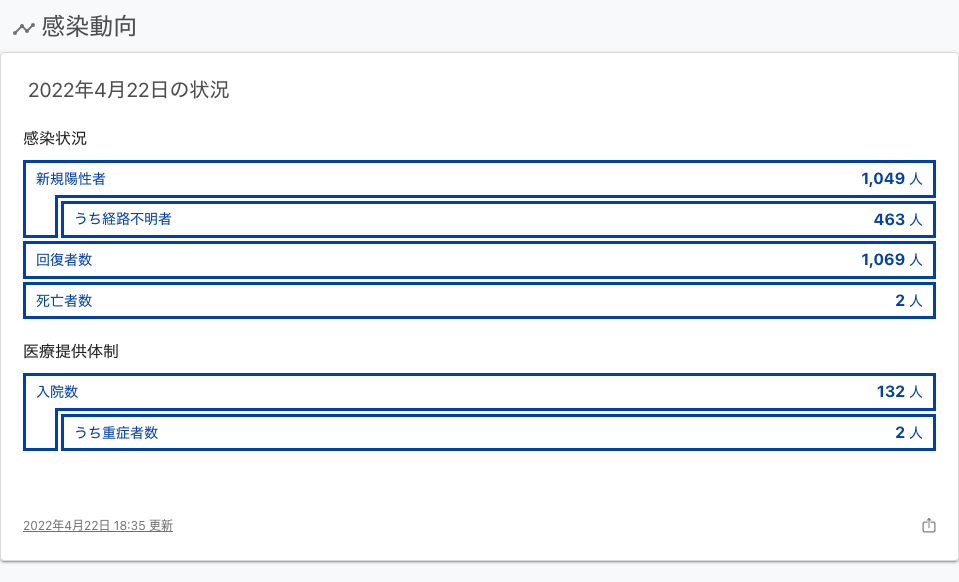 感染動向
2022年4月22日の状況
感染状況
新規陽性者 1,049 人
うち経路不明者 463 人
回復者数 1,069 人
死亡者数 2 人
医療提供体制
入院数 132 人
うち重症者数 2 人
2022年4月22日 18:35 更新